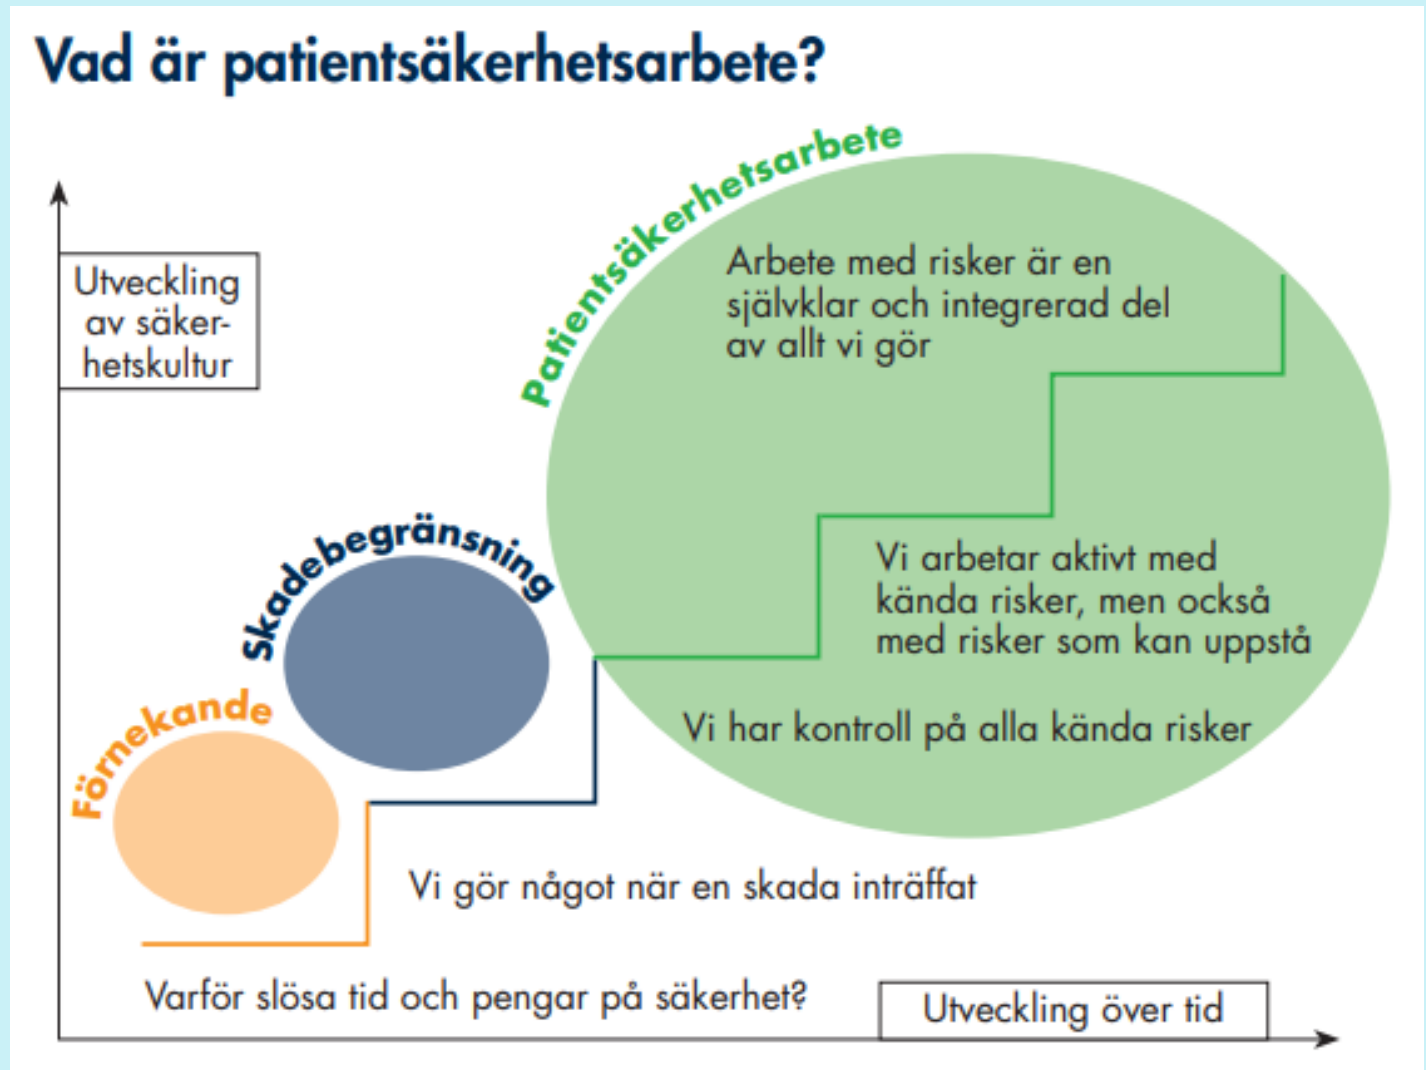 Vad är patientsäkerhetsarbete?
Patientsäkerhetsarbete
Utveckling
av säker-
hetskultur
Arbete med risker är en
självklar och integrerad del
av allt vi gör
Skadebegränsning
Vi arbetar aktivt med
kända risker, men också
med risker som kan uppstå
Förnekande
Vi har kontroll på alla kända risker
Vi gör något när en skada inträffat
Varför slösa tid och pengar på säkerhet?
Utveckling över tid